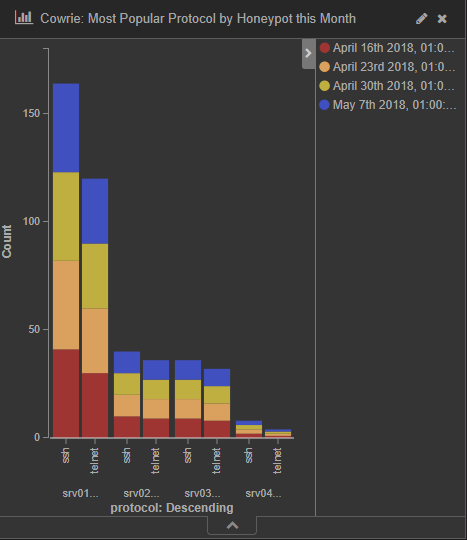 Cowrie: Most Popular Protocol by Honeypot this Month
April 16th 2018, 01:0...
April 23rd 2018, 01:0...
April 30th 2018, 01:0...
May 7th 2018, 01:00:...
Count
150
100
50
0
ssh telnet ssh telnet ssh telnet ssh telnet
srv01... srv02... srv03... srv04...
protocol: Descending